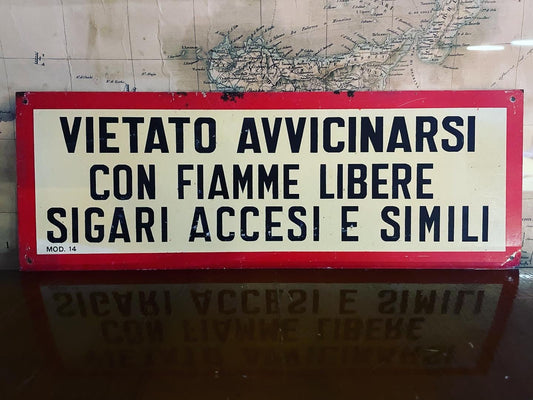 VIETATO AVVICINARSI
CON FIAMME LIBERE
SIGARI ACCESI E SIMILI
MOD. 14